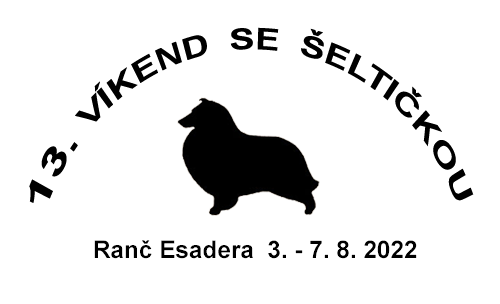 13. VÍKEND SE ŠELTIČKOU
Ranč Esadera 3. - 7. 8. 2022